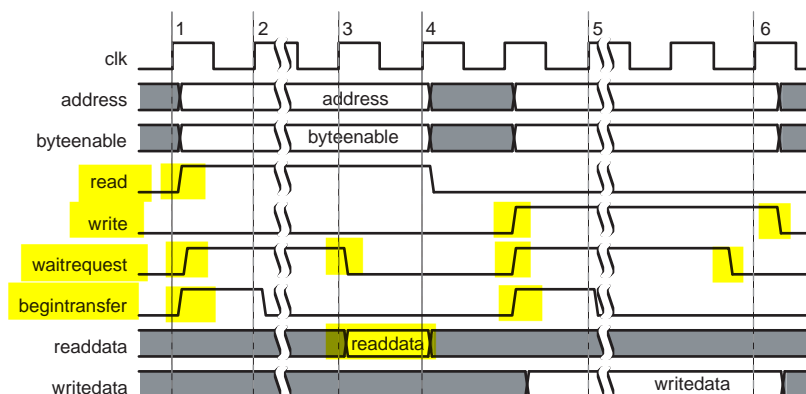 1 2 3 4 5 6
clk
address address
byteenable byteenable
read
write
waitrequest
begintransfer
readdata readdata
writedata writedata